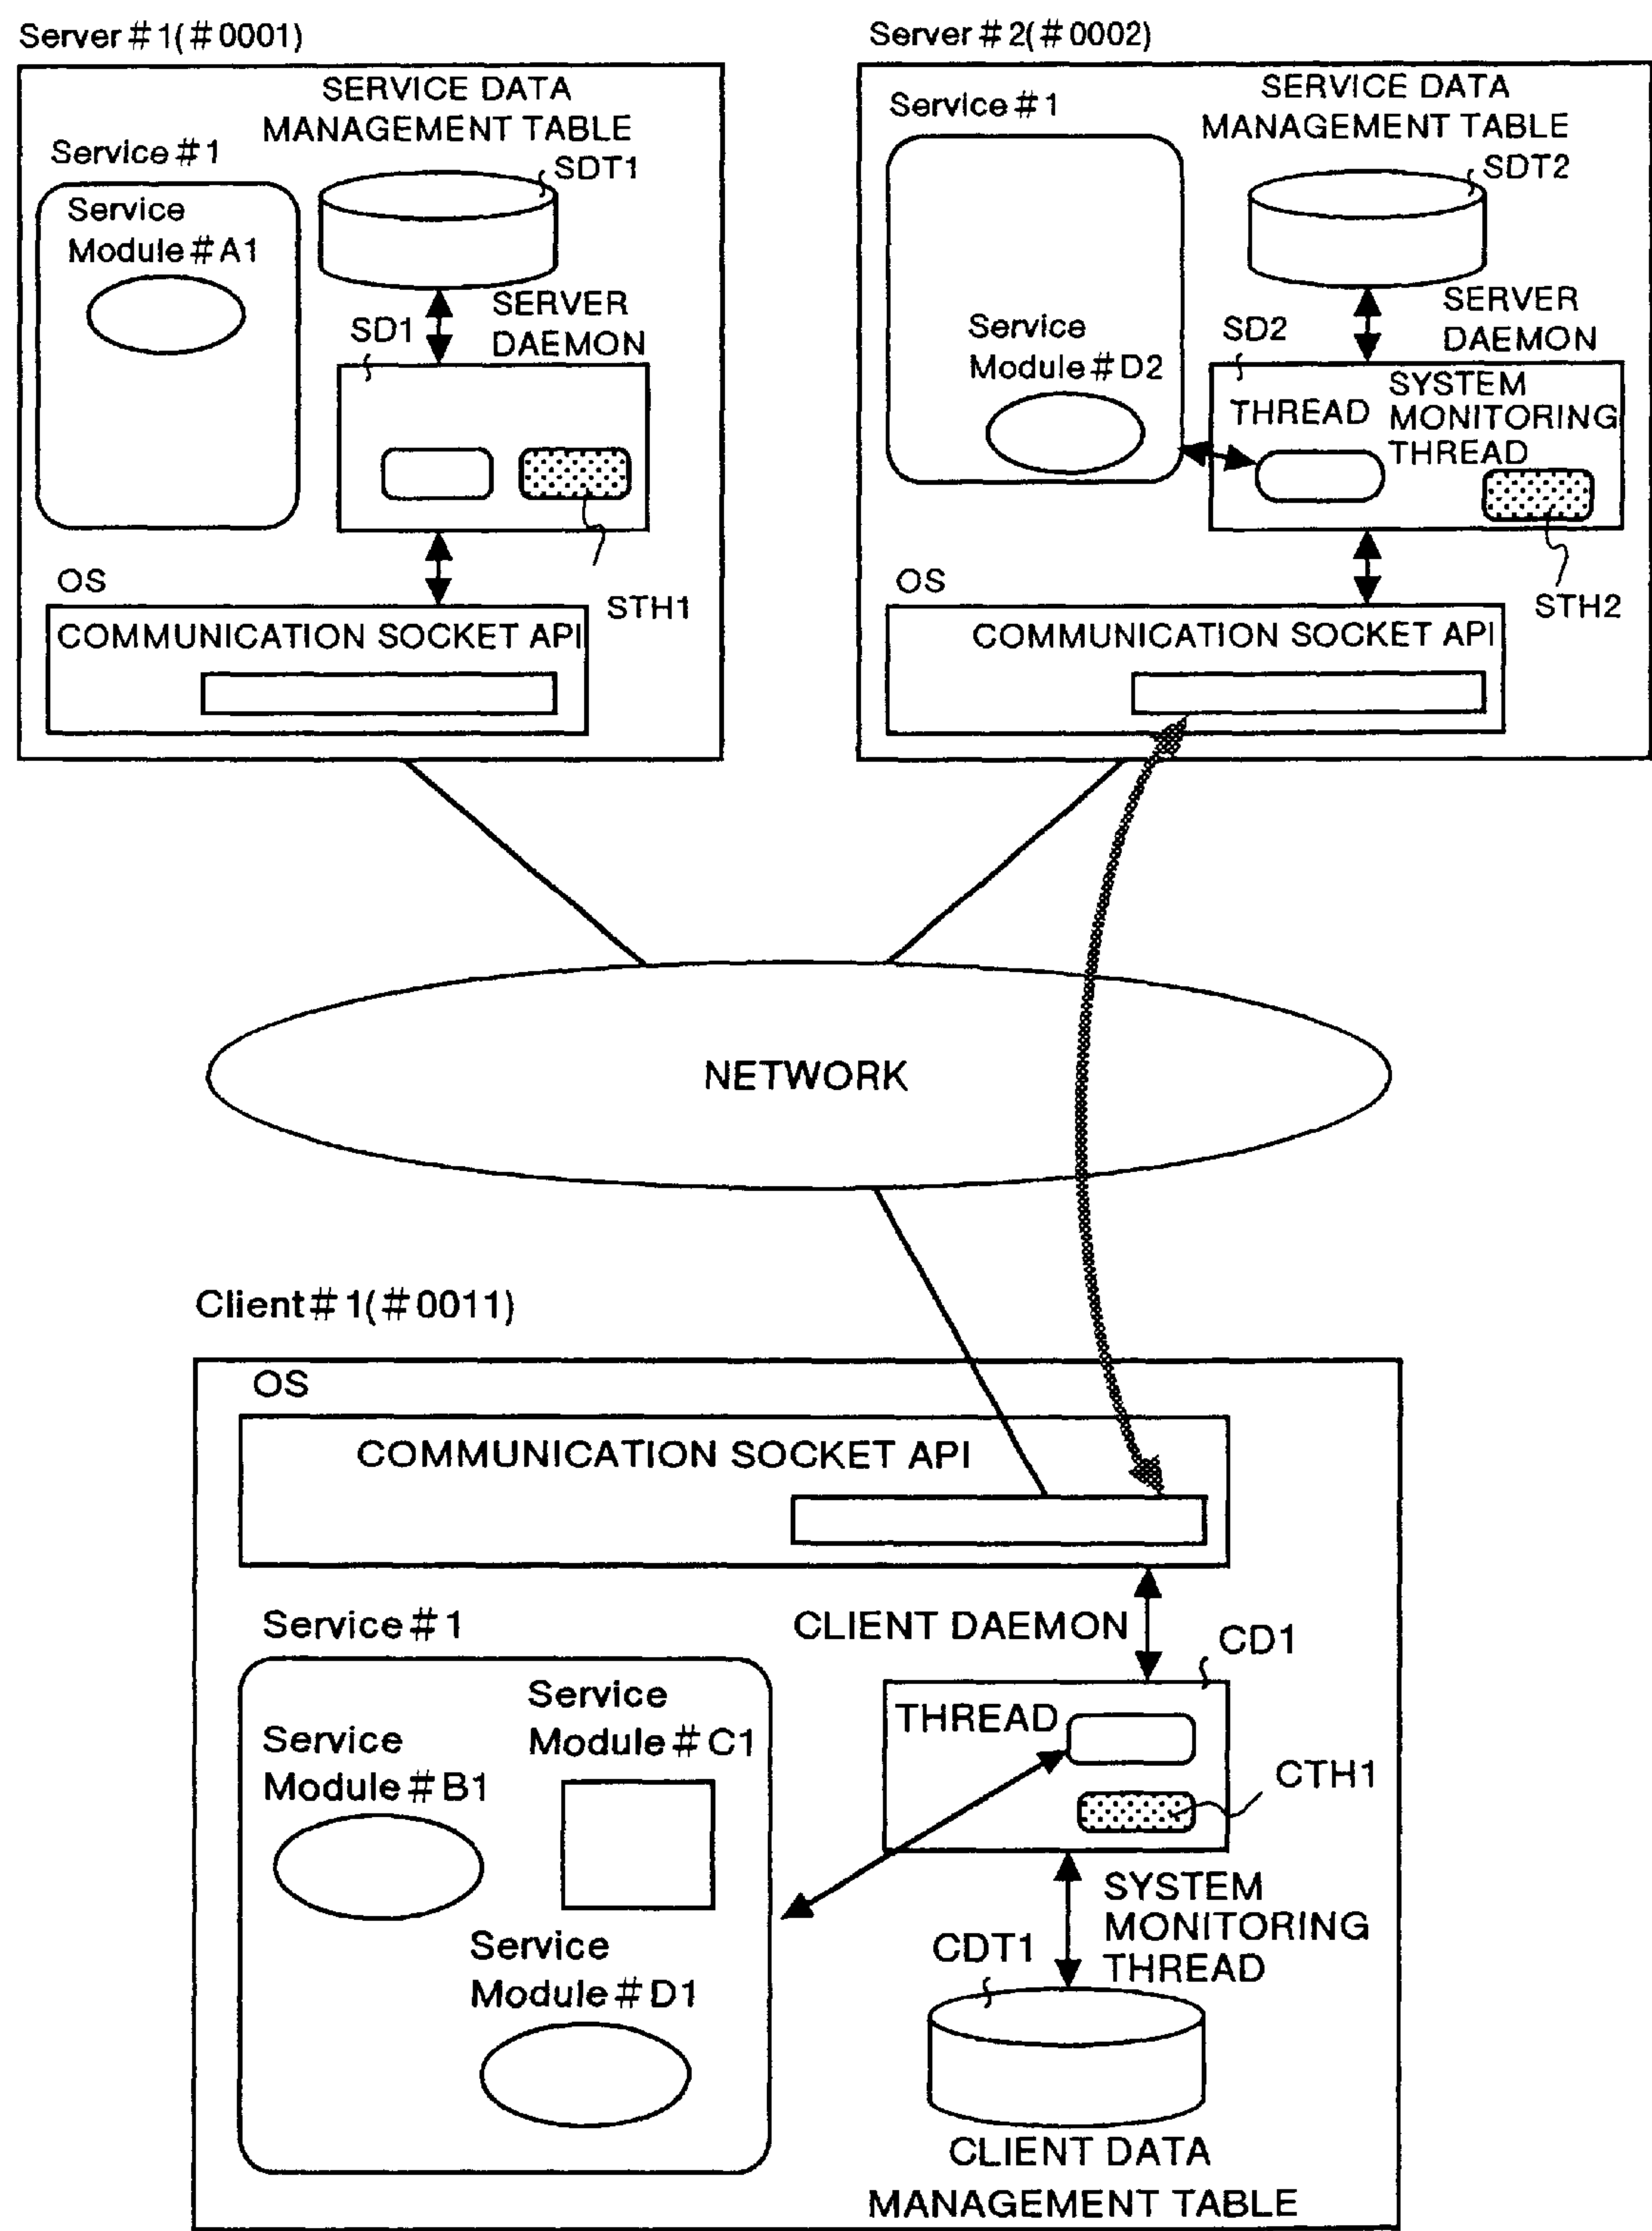 Server#1(#0001)
SERVICE DATA
MANAGEMENT TABLE
Service#1
SDT1
Service
Module#A1
SERVER
DAEMON
SD1
OS
STH1
COMMUNICATION SOCKET API
Server#2(#0002)
SERVICE DATA
MANAGEMENT TABLE
Service#1
SDT2
SERVER
DAEMON
Service
Module#D2
SD2
THREAD
SYSTEM
MONITORING
THREAD
OS
STH2
COMMUNICATION SOCKET API
NETWORK
Client#1(#0011)
OS
COMMUNICATION SOCKET API
Service#1
CLIENT DAEMON
CD1
Service
Module#C1
Service
Module#B1
THREAD
CTH1
SYSTEM
MONITORING
THREAD
Service
Module#D1
CDT1
CLIENT DATA
MANAGEMENT TABLE